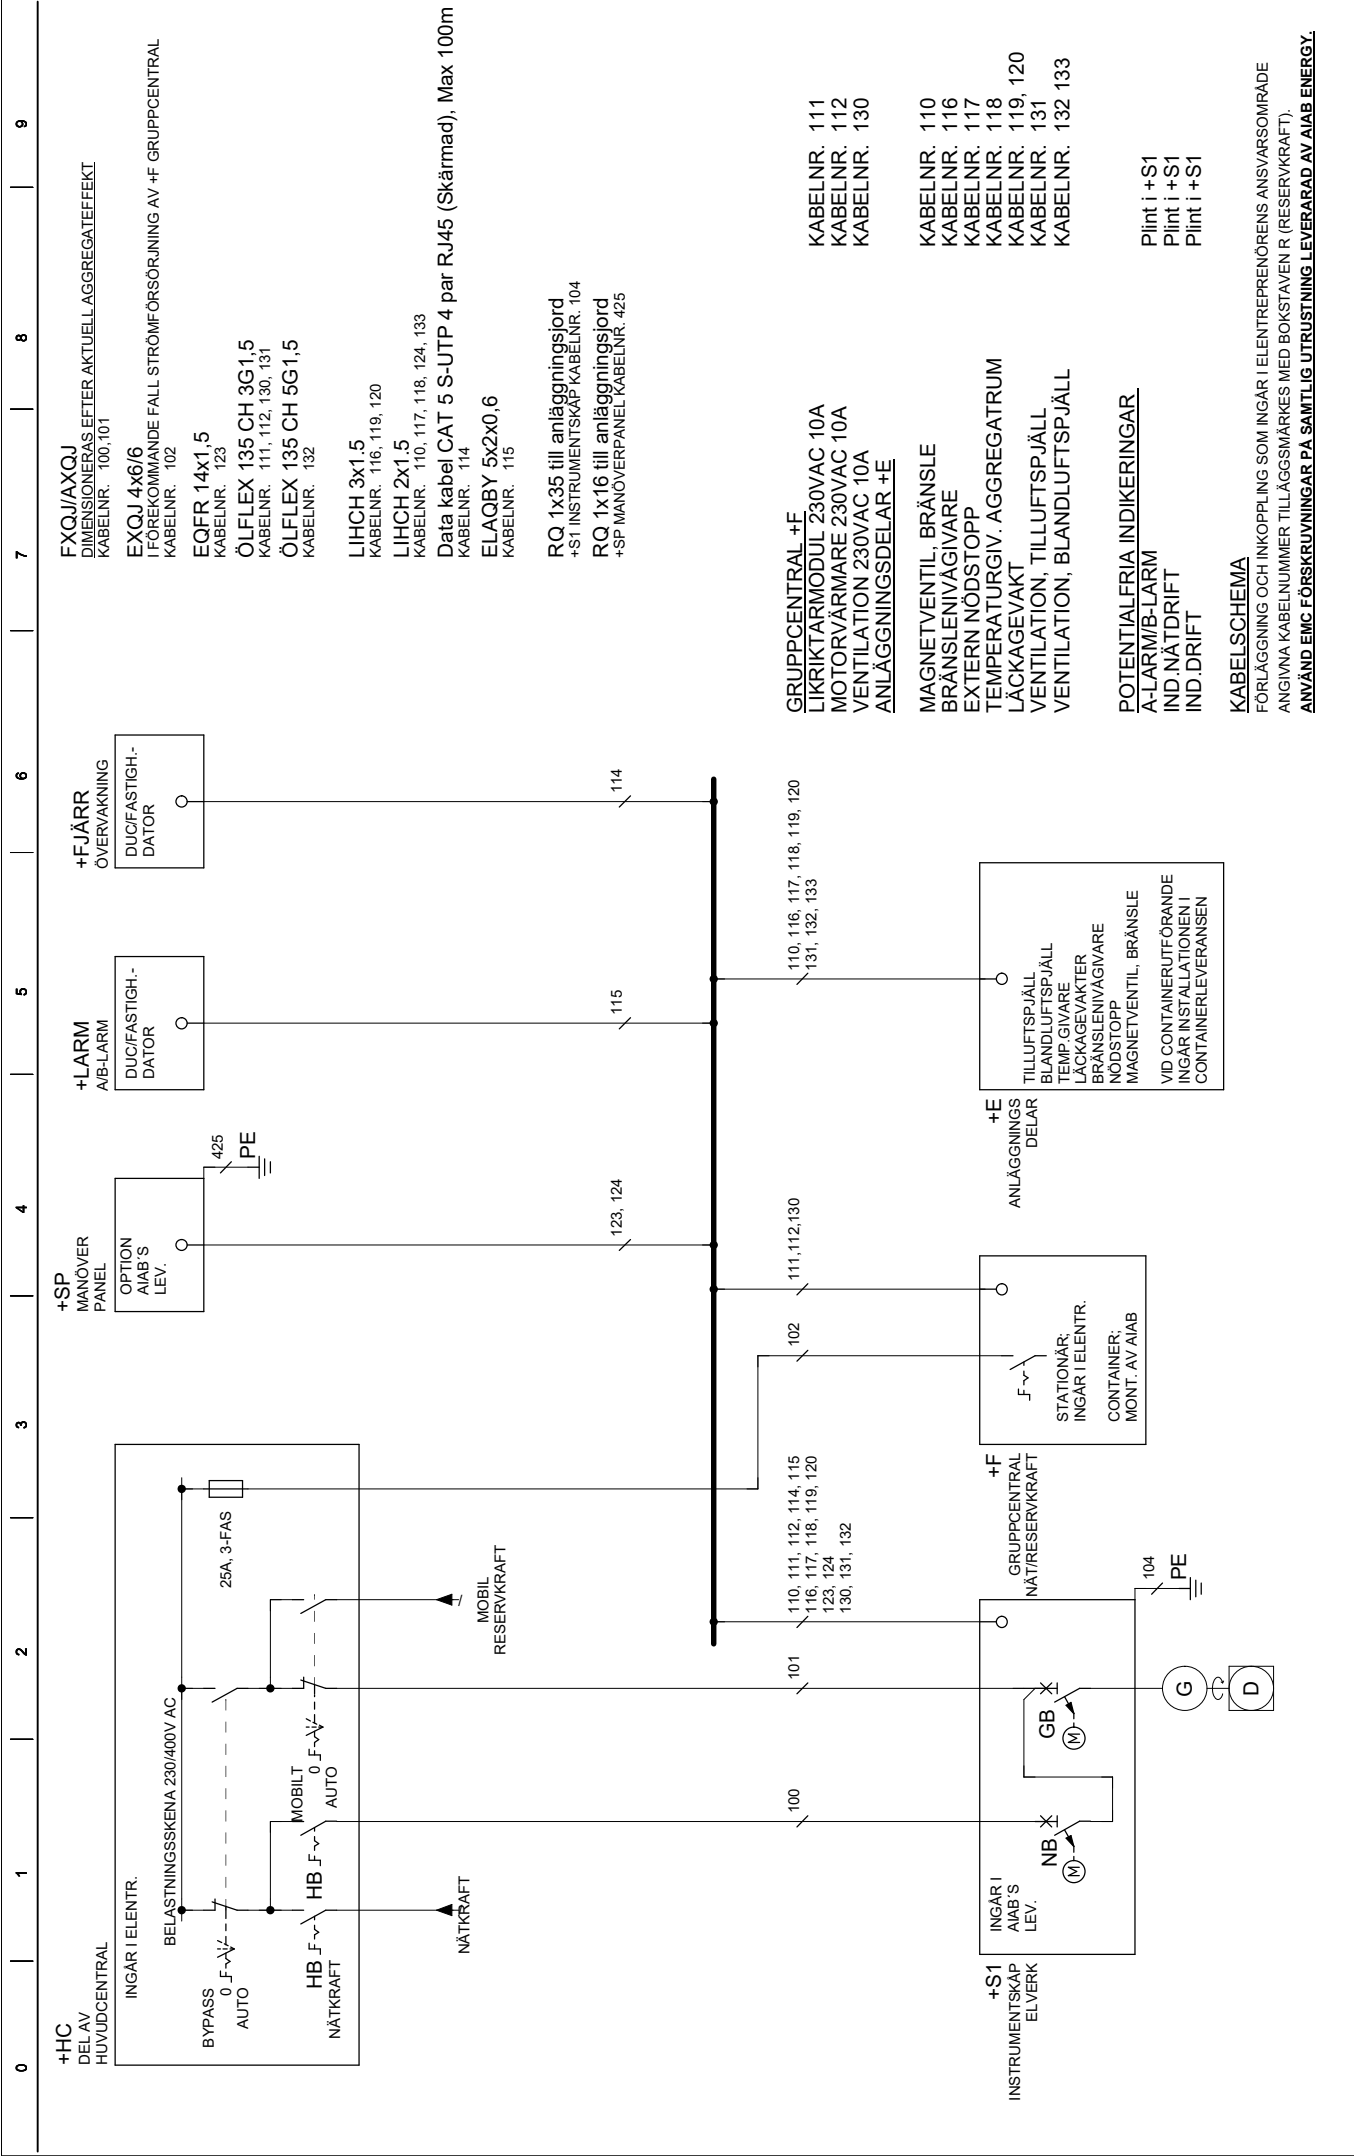 0 1 2 3 4 5 6 7 8 9
+HC
DEL AV
HUVUDCENTRAL
INGÅR I ELENTR.
BELASTNINGSSKENA 230/400V AC
BYPASS
0
AUTO
HB
NÄTKRAFT
HB
MOBILT
0
AUTO
25A, 3-FAS
NÄTKRAFT
MOBIL
RESERVKRAFT
+SP
MANÖVER
PANEL
OPTION
AIAB'S
LEV.
425
PE
+LARM
A/B-LARM
DUC/FASTIGH.-
DATOR
+FJÄRR
ÖVERVAKNING
DUC/FASTIGH.-
DATOR
123, 124
115
114
100
101
110, 111, 112, 114, 115
116, 117, 118, 119, 120
123, 124
130, 131, 132
102
111,112,130
110, 116, 117, 118, 119, 120
131, 132, 133
+S1
INSTRUMENTSKÅP
ELVERK
INGÅR I
AIAB'S
LEV.
NB
M
GB
M
G
D
104
PE
+F
GRUPPCENTRAL
NÄT/RESERVKRAFT
STATIONÄR;
INGÅR I ELENTR.
CONTAINER;
MONT. AV AIAB
+E
ANLÄGGNINGS
DELAR
TILLUFTSPJÄLL
BLANDLUFTSPJÄLL
TEMP.GIVARE
LÄCKAGEVAKTER
BRÄNSLENIVÅGIVARE
NÖDSTOPP
MAGNETVENTIL, BRÄNSLE
VID CONTAINERUTFÖRANDE
INGÅR INSTALLATIONEN I
CONTAINERLEVERANSEN
FXQJ/AXQJ
DIMENSIONERAS EFTER AKTUELL AGGREGATEFFEKT
KABELNR. 100,101
EXQJ 4x6/6
I FÖREKOMMANDE FALL STRÖMFÖRSÖRJNING AV +F GRUPPCENTRAL
KABELNR. 102
EQFR 14x1,5
KABELNR. 123
ÖLFLEX 135 CH 3G1,5
KABELNR. 111, 112, 130, 131
ÖLFLEX 135 CH 5G1,5
KABELNR. 132
LIHCH 3x1.5
KABELNR. 116, 119, 120
LIHCH 2x1.5
KABELNR. 110, 117, 118, 124, 133
Data kabel CAT 5 S-UTP 4 par RJ45 (Skärmad), Max 100m
KABELNR. 114
ELAQBY 5x2x0,6
KABELNR. 115
RQ 1x35 till anläggningsjord
+S1 INSTRUMENTSKÅP KABELNR. 104
RQ 1x16 till anläggningsjord
+SP MANÖVERPANEL KABELNR. 425
GRUPPCENTRAL +F
LIKRIKTARMODUL 230VAC 10A KABELNR. 111
MOTORVÄRMARE 230VAC 10A KABELNR. 112
VENTILATION 230VAC 10A KABELNR. 130
ANLÄGGNINGSDELAR +E
MAGNETVENTIL, BRÄNSLE KABELNR. 110
BRÄNSLENIVÅGIVARE KABELNR. 116
EXTERN NÖDSTOPP KABELNR. 117
TEMPERATURGIV. AGGREGATRUM KABELNR. 118
LÄCKAGEVAKT KABELNR. 119, 120
VENTILATION, TILLUFTSPJÄLL KABELNR. 131
VENTILATION, BLANDLUFTSPJÄLL KABELNR. 132 133
POTENTIALFRIA INDIKERINGAR
A-LARM/B-LARM Plint i +S1
IND.NÄTDRIFT Plint i +S1
IND.DRIFT Plint i +S1
KABELSCHEMA
FÖRLÄGGNING OCH INKOPPLING SOM INGÅR I ELENTREPRENÖRENS ANSVARSOMRÅDE
ANGIVNA KABELNUMMER TILLÄGGSMÄRKES MED BOKSTAVEN R (RESERVKRAFT).
ANVÄND EMC FÖRSKRUVNINGAR PÅ SAMTLIG UTRUSTNING LEVERARAD AV AIAB ENERGY.